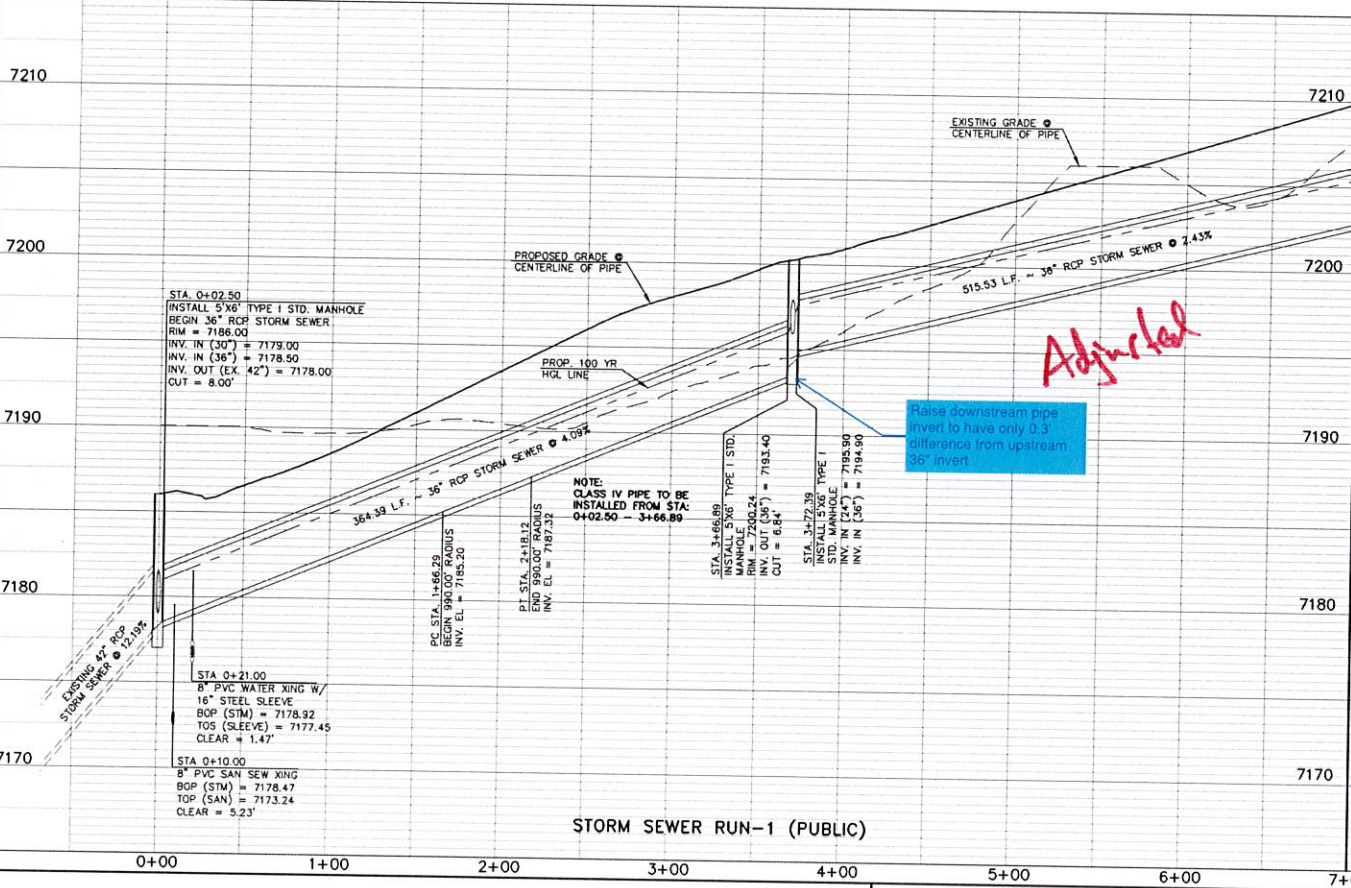 7210
7200
7190
7180
7170
7210
7200
7190
7180
7170
EXISTING GRADE @
CENTERLINE OF PIPE
PROPOSED GRADE @
CENTERLINE OF PIPE
STA. 0+02.50
INSTALL 5'X6' TYPE I STD. MANHOLE
BEGIN 36" RCP STORM SEWER
RIM = 7186.00
INV. IN (30") = 7179.00
INV. IN (36") = 7178.50
INV. OUT (EX. 42") = 7178.00
CUT = 8.00'
PROP. 100 YR
HGL LINE
515.53 L.F. ~ 36" RCP STORM SEWER @ 2.43%
Adjusted
Raise downstream pipe
invert to have only 0.3'
difference from upstream
36" invert
364.39 L.F. ~ 36" RCP STORM SEWER @ 4.09%
NOTE:
CLASS IV PIPE TO BE
INSTALLED FROM STA:
0+02.50 - 3+66.89
PC STA. 1+66.29
BEGIN 990.00' RADIUS
INV. EL = 7185.20
PT STA. 2+18.12
END 990.00' RADIUS
INV. EL = 7187.32
STA. 3+66.89
INSTALL 5'X6' TYPE I STD.
MANHOLE
RIM = 7200.24
INV. OUT (36") = 7193.40
CUT = 6.84'
STA. 3+72.39
INSTALL 5'X6' TYPE I
STD. MANHOLE
INV. IN (24") = 7195.90
INV. IN (36") = 7194.90
EXISTING 42" RCP
STORM SEWER @ 12.19%
STA 0+21.00
8" PVC WATER XING W/
16" STEEL SLEEVE
BOP (STM) = 7178.92
TOS (SLEEVE) = 7177.45
CLEAR = 1.47'
STA 0+10.00
8" PVC SAN SEW XING
BOP (STM) = 7178.47
TOP (SAN) = 7173.24
CLEAR = 5.23'
STORM SEWER RUN-1 (PUBLIC)
0+00
1+00
2+00
3+00
4+00
5+00
6+00